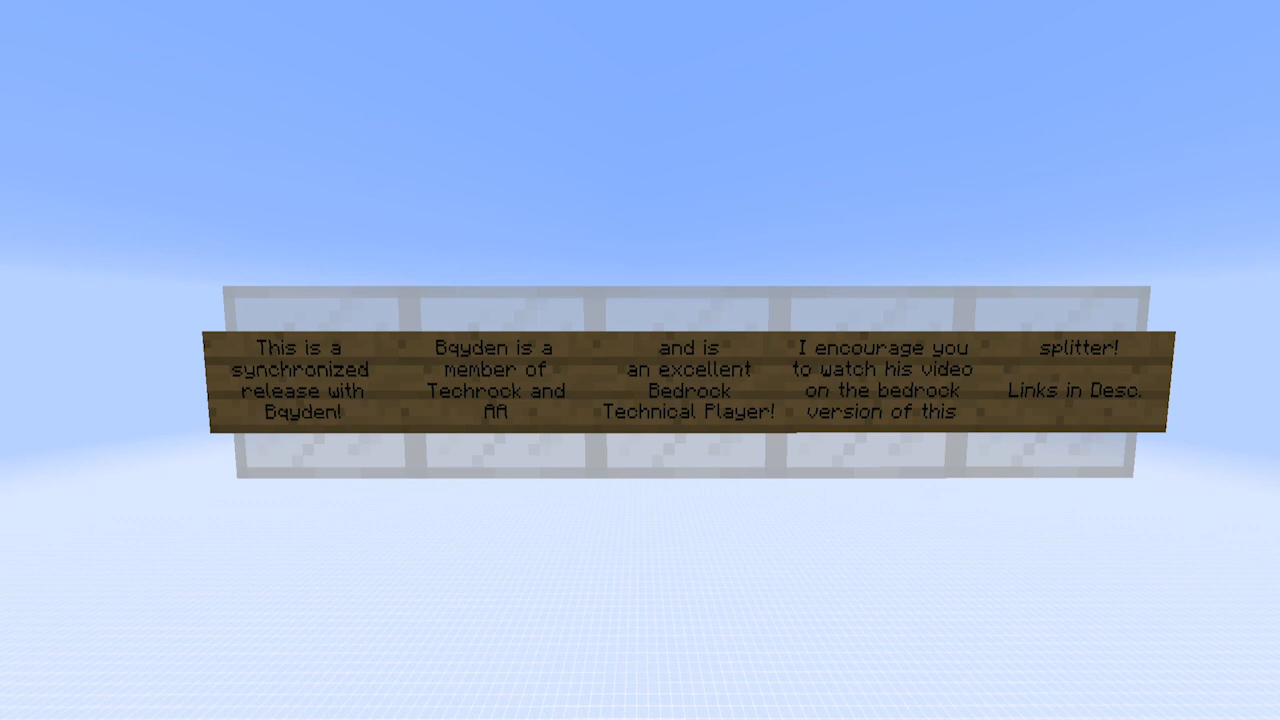 This is a
synchronized
release with
Bqyden!
Bqyden is a
member of
Techrock and
AA
and is
an excellent
Bedrock
Technical Player!
I encourage you
to watch his video
on the bedrock
version of this
splitter!
Links in Desc.